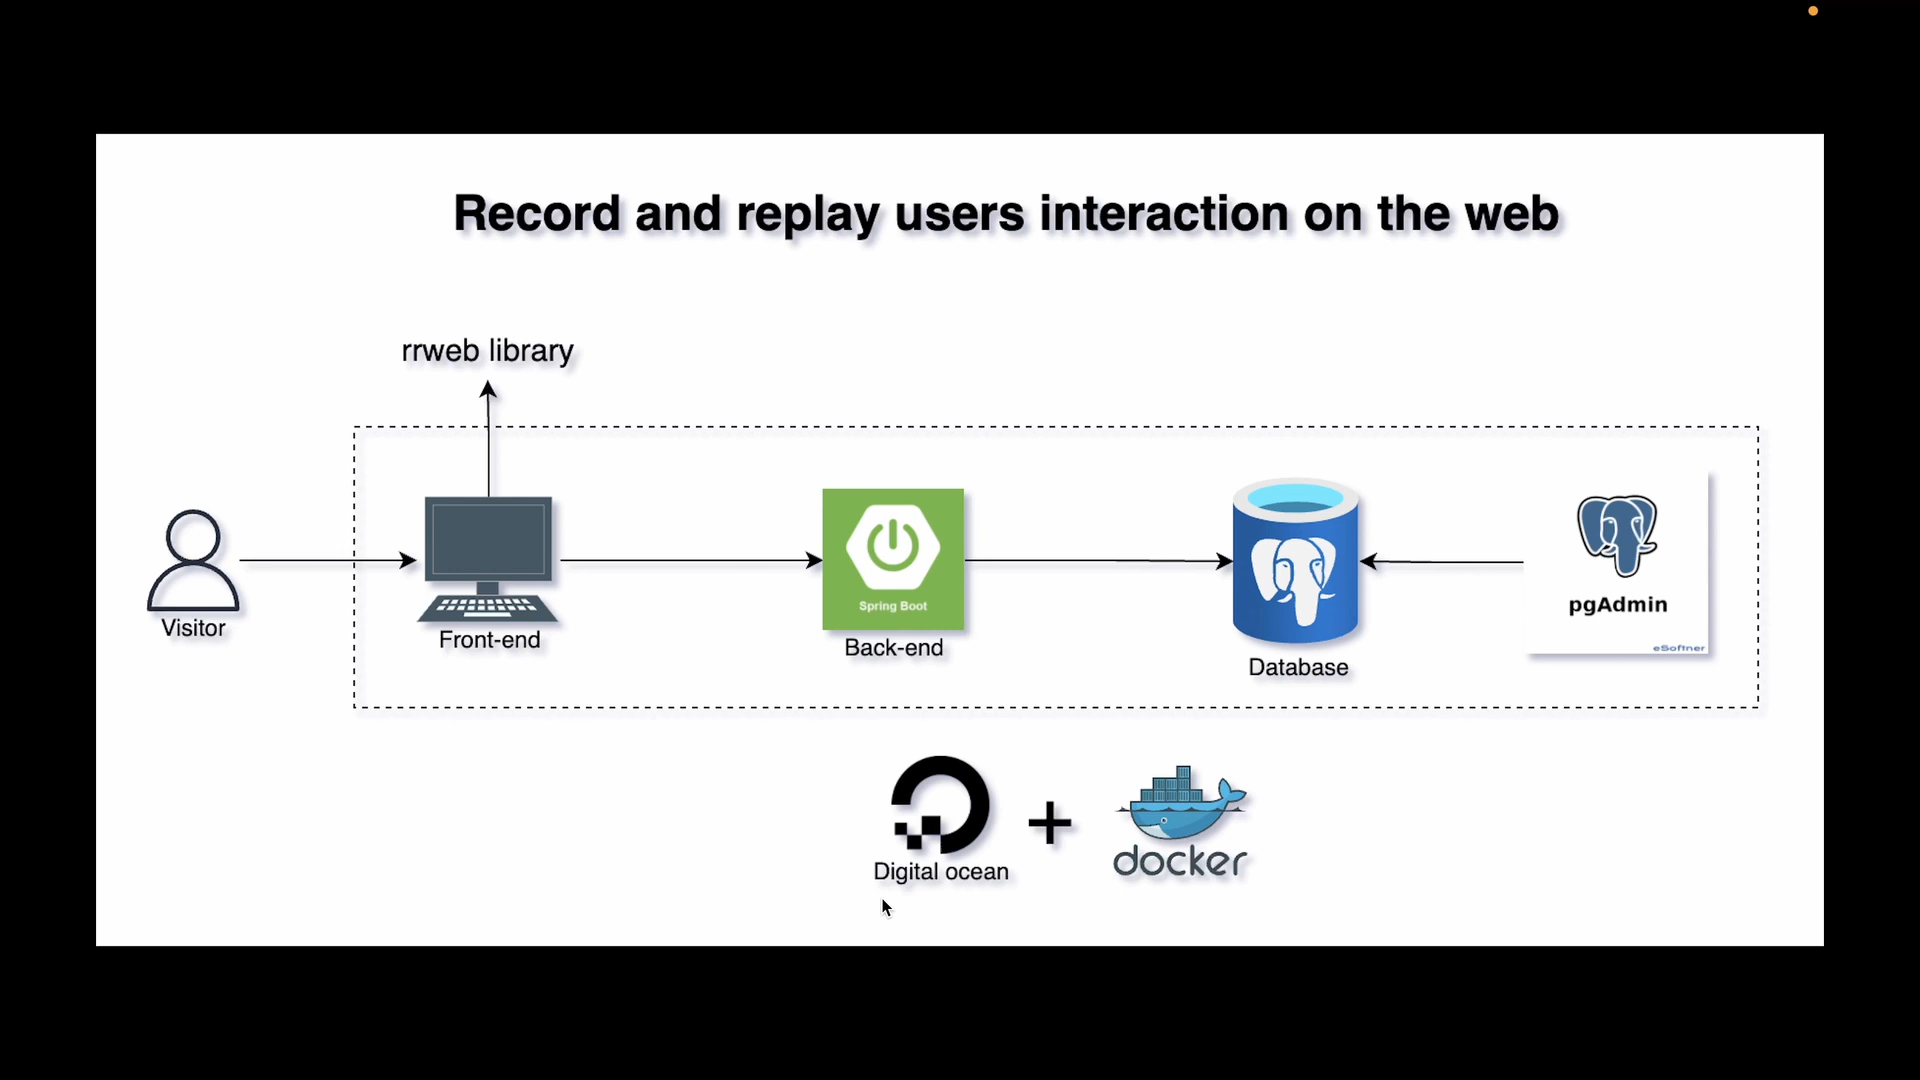 Record and replay users interaction on the web
rrweb library
Visitor
Front-end
Spring Boot
Back-end
Database
pgAdmin
eSoftner
Digital ocean
+
docker